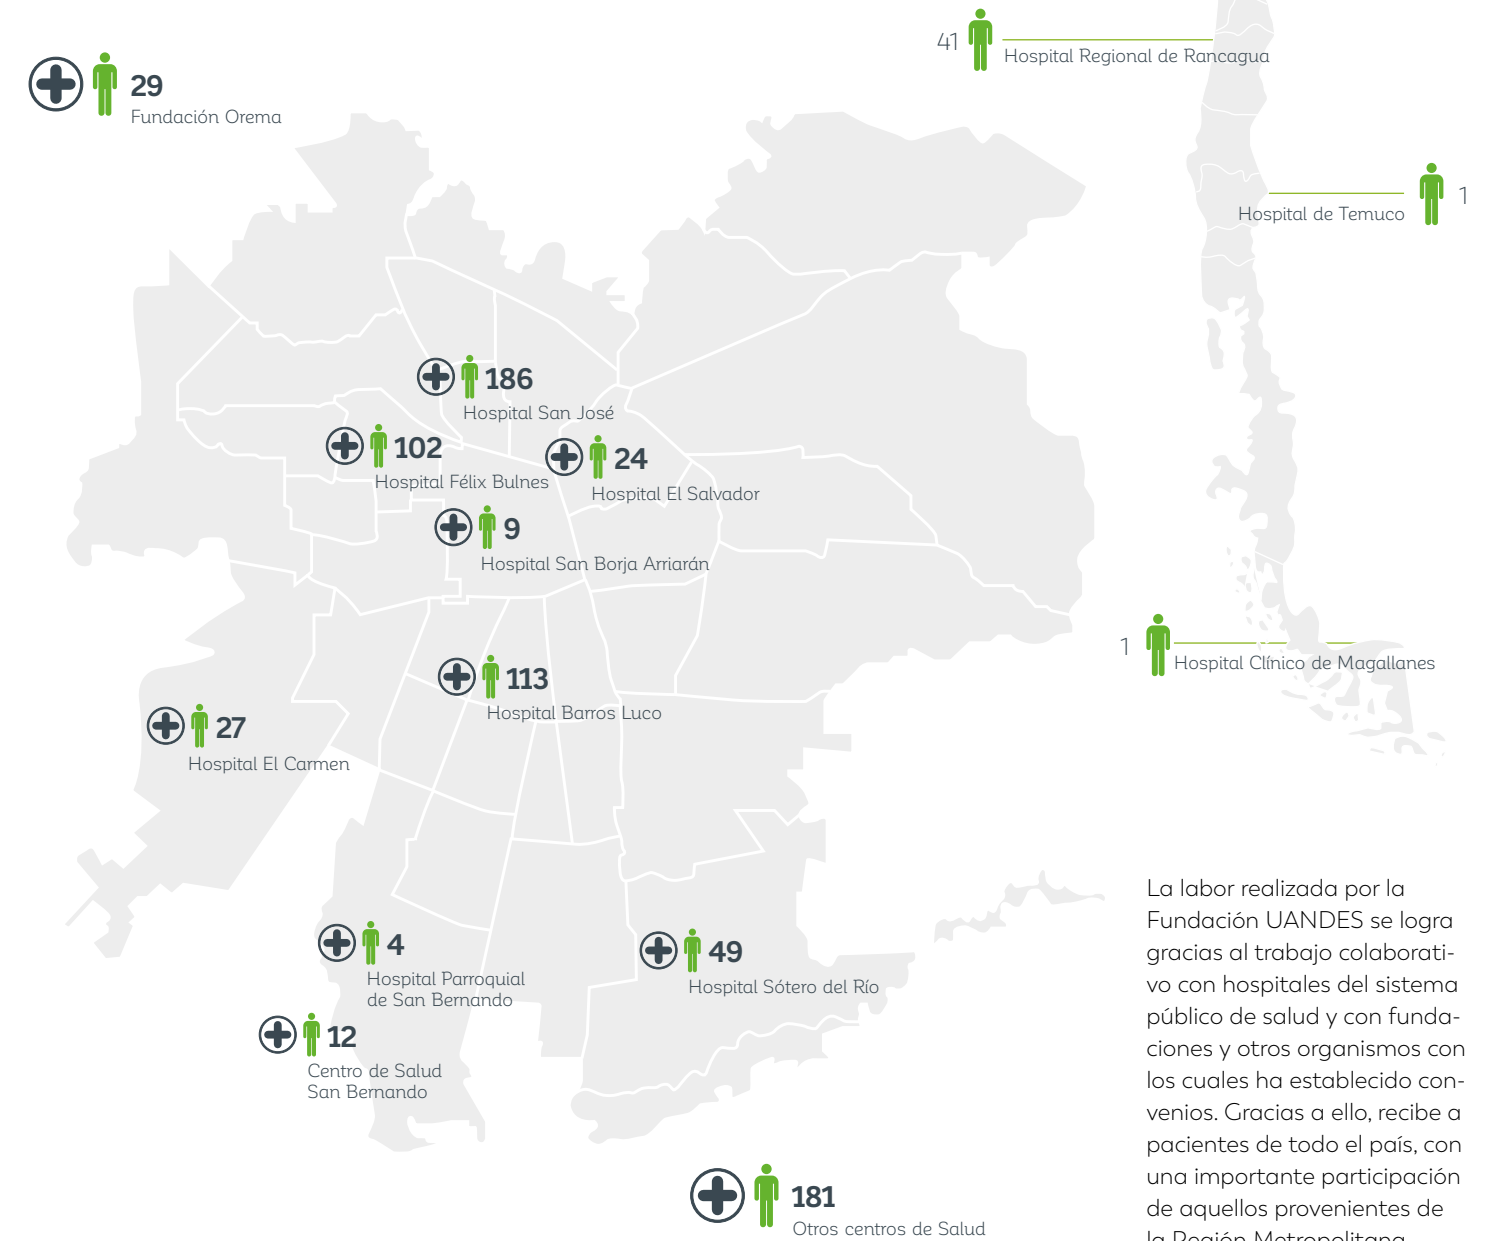 41
Hospital Regional de Rancagua
29
Fundación Orema
1
Hospital de Temuco
186
Hospital San José
102
Hospital Félix Bulnes
24
Hospital El Salvador
9
Hospital San Borja Arriarán
1
Hospital Clínico de Magallanes
113
Hospital Barros Luco
27
Hospital El Carmen
4
Hospital Parroquial
de San Bernando
49
Hospital Sótero del Río
12
Centro de Salud
San Bernando
181
Otros centros de Salud
La labor realizada por la
Fundación UANDES se logra
gracias al trabajo colaborati-
vo con hospitales del sistema
público de salud y con funda-
ciones y otros organismos con
los cuales ha establecido con-
venios. Gracias a ello, recibe a
pacientes de todo el país, con
una importante participación
de aquellos provenientes de
la Región Metropolitana